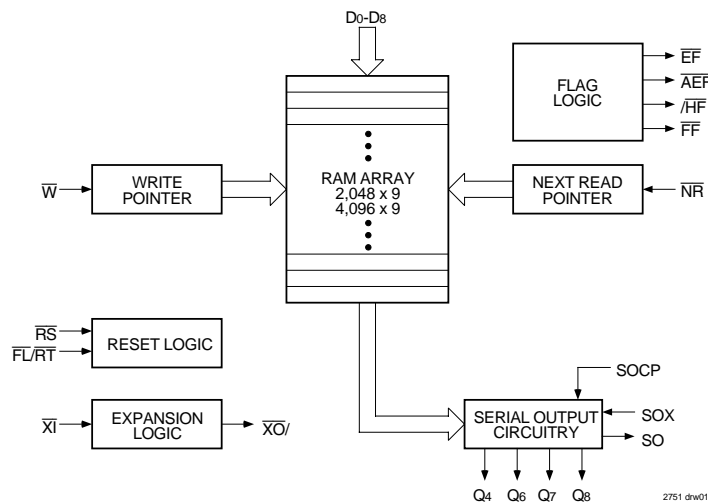 D0-D8
EF
AEF
/HF
FF
FLAG
LOGIC
W
WRITE
POINTER
RAM ARRAY
2,048 x 9
4,096 x 9
NEXT READ
POINTER
NR
RS
FL/RT
RESET LOGIC
SOCP
XI
EXPANSION
LOGIC
XO/
SERIAL OUTPUT
CIRCUITRY
SOX
SO
Q4 Q6 Q7 Q8
2751 drw01